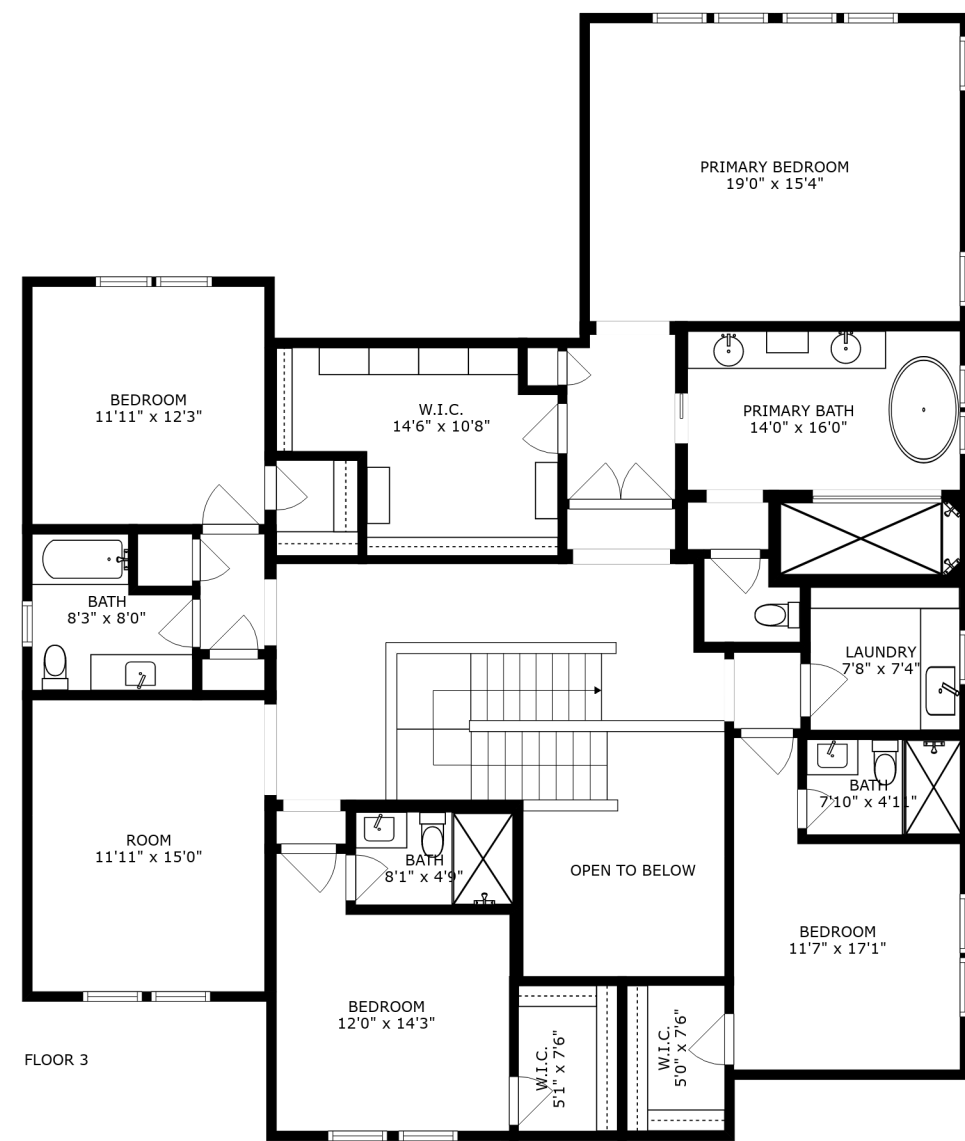 PRIMARY BEDROOM
19'0" x 15'4"
BEDROOM
11'11" x 12'3"
W.I.C.
14'6" x 10'8"
PRIMARY BATH
14'0" x 16'0"
BATH
8'3" x 8'0"
LAUNDRY
7'8" x 7'4"
BATH
7'10" x 4'11"
ROOM
11'11" x 15'0"
BATH
8'1" x 4'9"
OPEN TO BELOW
BEDROOM
11'7" x 17'1"
BEDROOM
12'0" x 14'3"
W.I.C.
5'1" x 7'6"
W.I.C.
5'0" x 7'6"
FLOOR 3